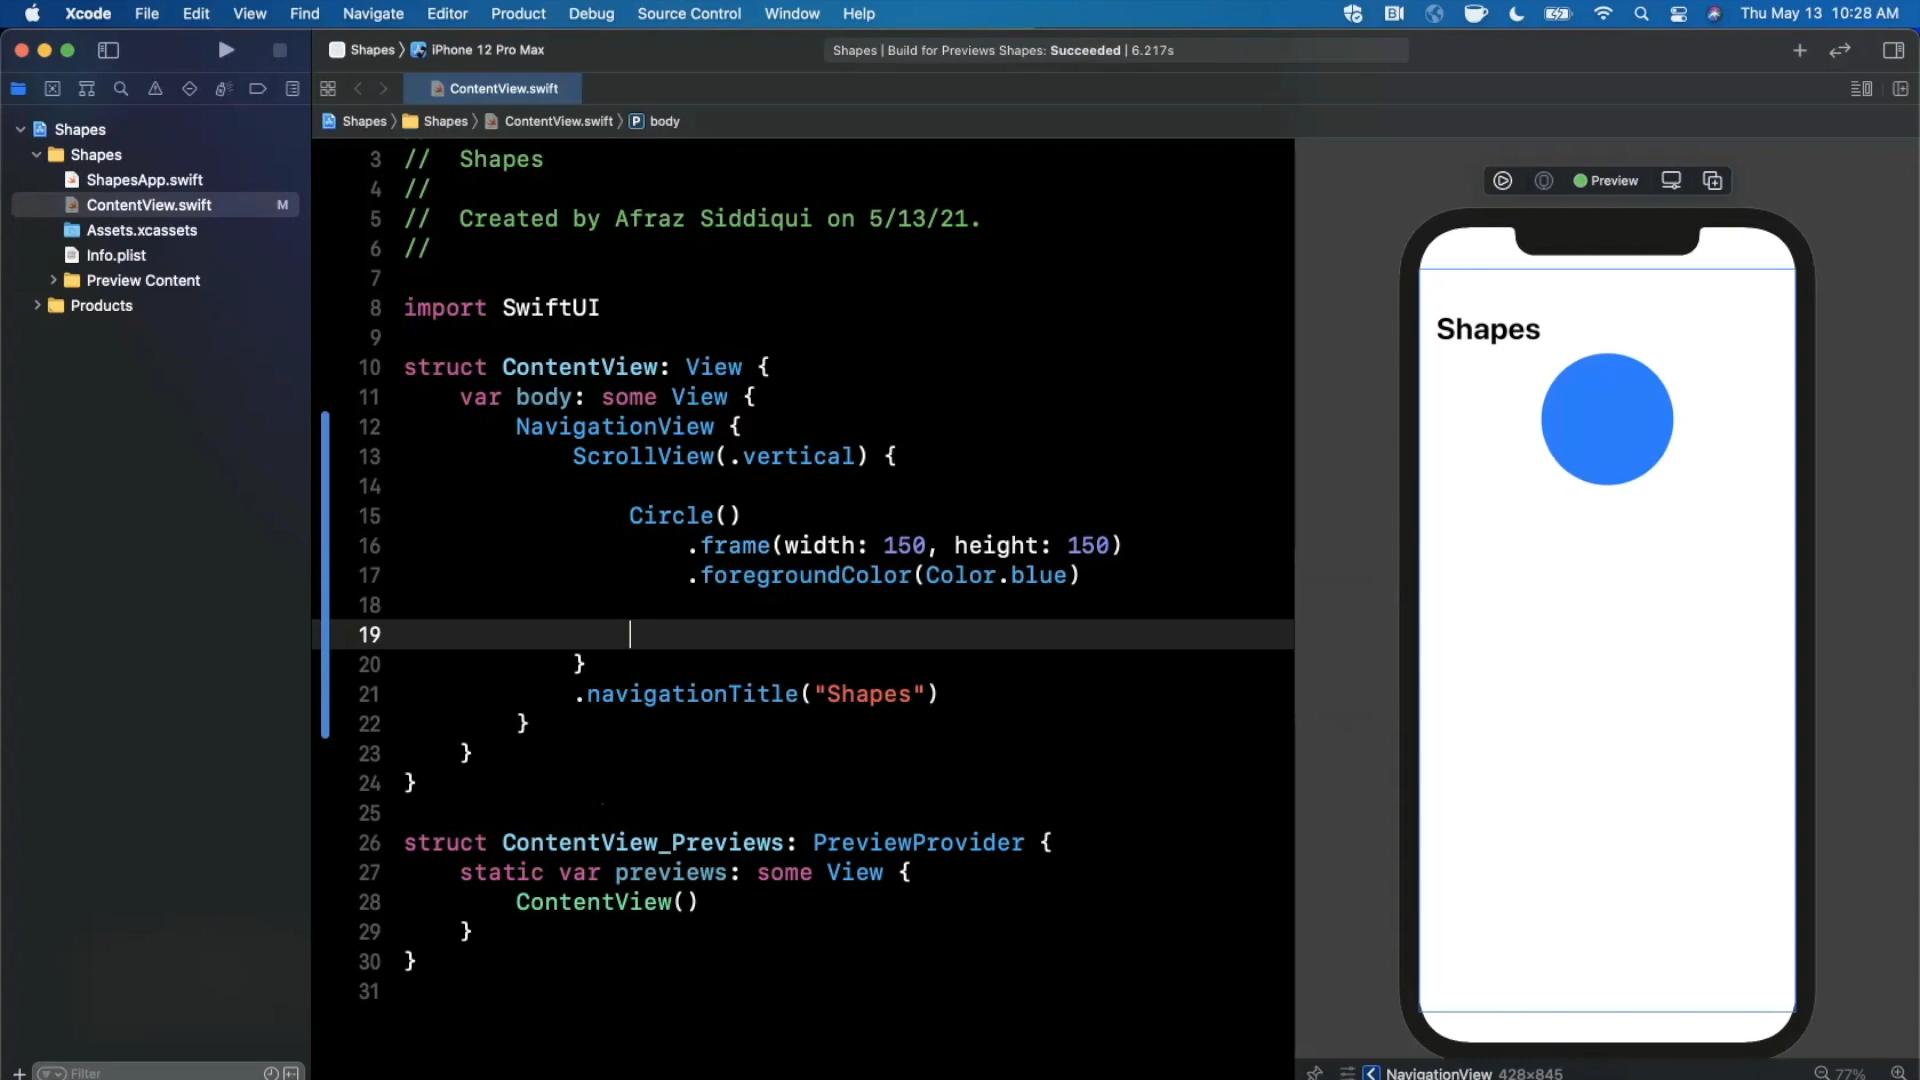 Xcode File Edit View Find Navigate Editor Product Debug Source Control Window Help Thu May 13 10:28 AM
Shapes 〉 iPhone 12 Pro Max
Shapes | Build for Previews Shapes: Succeeded | 6.217s
ContentView.swift
Shapes 〉 Shapes 〉 ContentView.swift 〉 P body
Shapes
Shapes
ShapesApp.swift
ContentView.swift M
Assets.xcassets
Info.plist
Preview Content
Products
Filter
3 //  Shapes
4 //
5 //  Created by Afraz Siddiqui on 5/13/21.
6 //
7
8 import SwiftUI
9
10 struct ContentView: View {
11     var body: some View {
12         NavigationView {
13             ScrollView(.vertical) {
14
15                 Circle()
16                     .frame(width: 150, height: 150)
17                     .foregroundColor(Color.blue)
18
19
20             }
21             .navigationTitle("Shapes")
22         }
23     }
24 }
25
26 struct ContentView_Previews: PreviewProvider {
27     static var previews: some View {
28         ContentView()
29     }
30 }
31
Preview
Shapes
NavigationView 428×845
77%